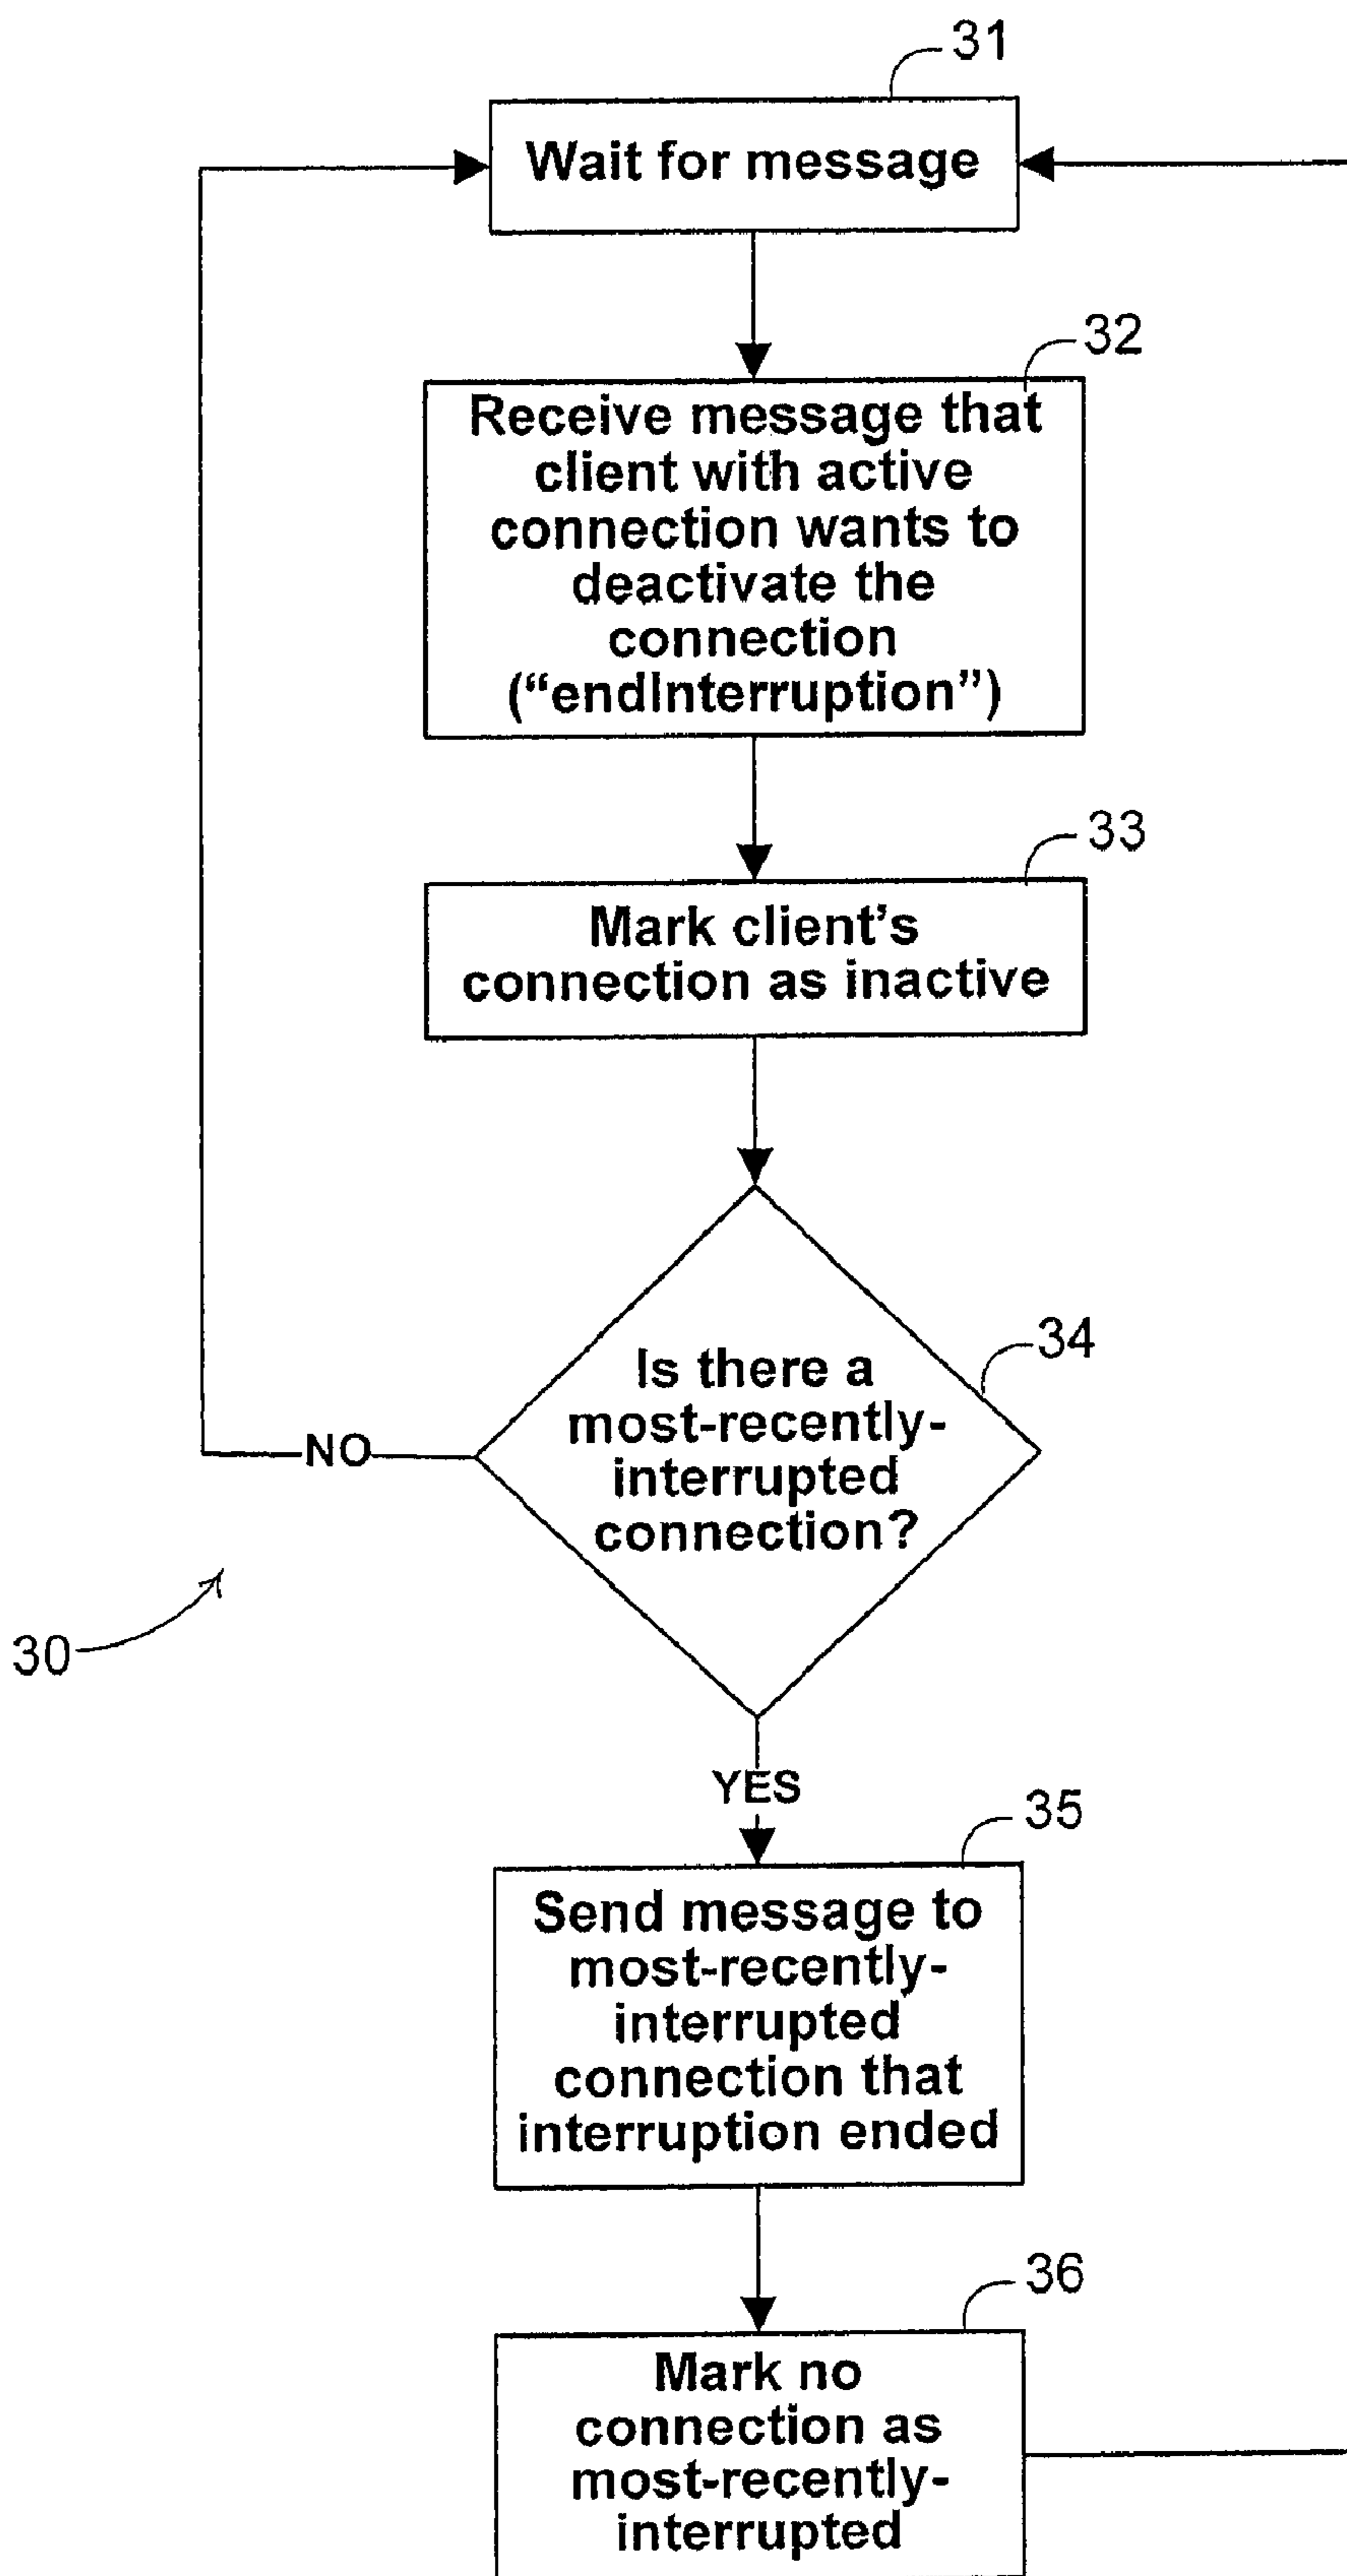 31
Wait for message
32
Receive message that
client with active
connection wants to
deactivate the
connection
(“endInterruption”)
33
Mark client’s
connection as inactive
34
Is there a
most-recently-
interrupted
connection?
NO
30
YES
35
Send message to
most-recently-
interrupted
connection that
interruption ended
36
Mark no
connection as
most-recently-
interrupted